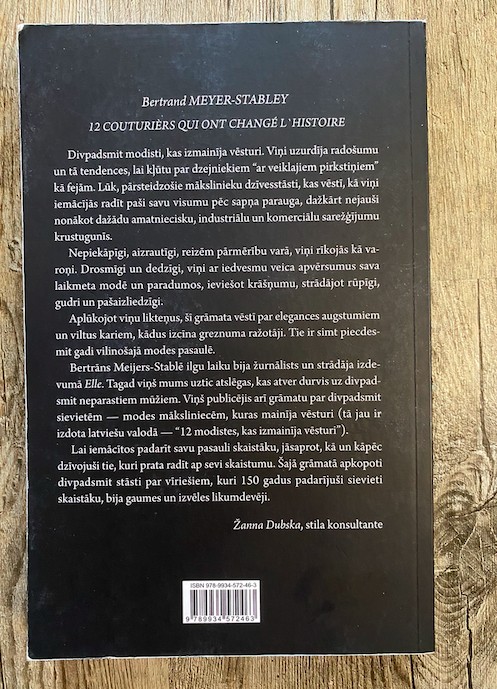 Bertrand MEYER-STABLEY
12 COUTURIÈRS QUI ONT CHANGÉ L`HISTOIRE
Divpadsmit modisti, kas izmainīja vēsturi. Viņi uzurdīja radošumu
un tā tendences, lai kļūtu par dzejniekiem “ar veiklajiem pirkstiņiem”
kā fejām. Lūk, pārsteidzošie mākslinieku dzīvesstāsti, kas vēstī, kā viņi
iemācījās radīt paši savu visumu pēc sapņa parauga, dažkārt nejauši
nonākot dažādu amatniecisku, industriālu un komerciālu sarežģījumu
krustugunīs.
Nepiekāpīgi, aizrautīgi, reizēm pārmērību varā, viņi rīkojās kā va-
roņi. Drosmīgi un dedzīgi, viņi ar iedvesmu veica apvērsumus sava
laikmeta modē un paradumos, ieviešot krāšņumu, strādājot rūpīgi,
gudri un pašaizliedzīgi.
Aplūkojot viņu likteņus, šī grāmata vēstī par elegances augstumiem
un viltus kariem, kādus izcīna greznuma ražotāji. Tie ir simt piecdes-
mit gadi vilinošajā modes pasaulē.
Bertrāns Meijers-Stablē ilgu laiku bija žurnālists un strādāja izde-
vumā Elle. Tagad viņš mums uztic atslēgas, kas atver durvis uz divpad-
smit neparastiem mūžiem. Viņš publicējis arī grāmatu par divpadsmit
sievietēm — modes māksliniecēm, kuras mainīja vēsturi (tā jau ir
izdota latviešu valodā — “12 modistes, kas izmainīja vēsturi”).
Lai iemācītos padarīt savu pasauli skaistāku, jāsaprot, kā un kāpēc
dzīvojuši tie, kuri prata radīt ap sevi skaistumu. Šajā grāmatā apkopoti
divpadsmit stāsti par vīriešiem, kuri 150 gadus padarījuši sievieti
skaistāku, bija gaumes un izvēles likumdevēji.
Žanna Dubska, stila konsultante
ISBN 978-9934-572-46-3
9 789934 572463